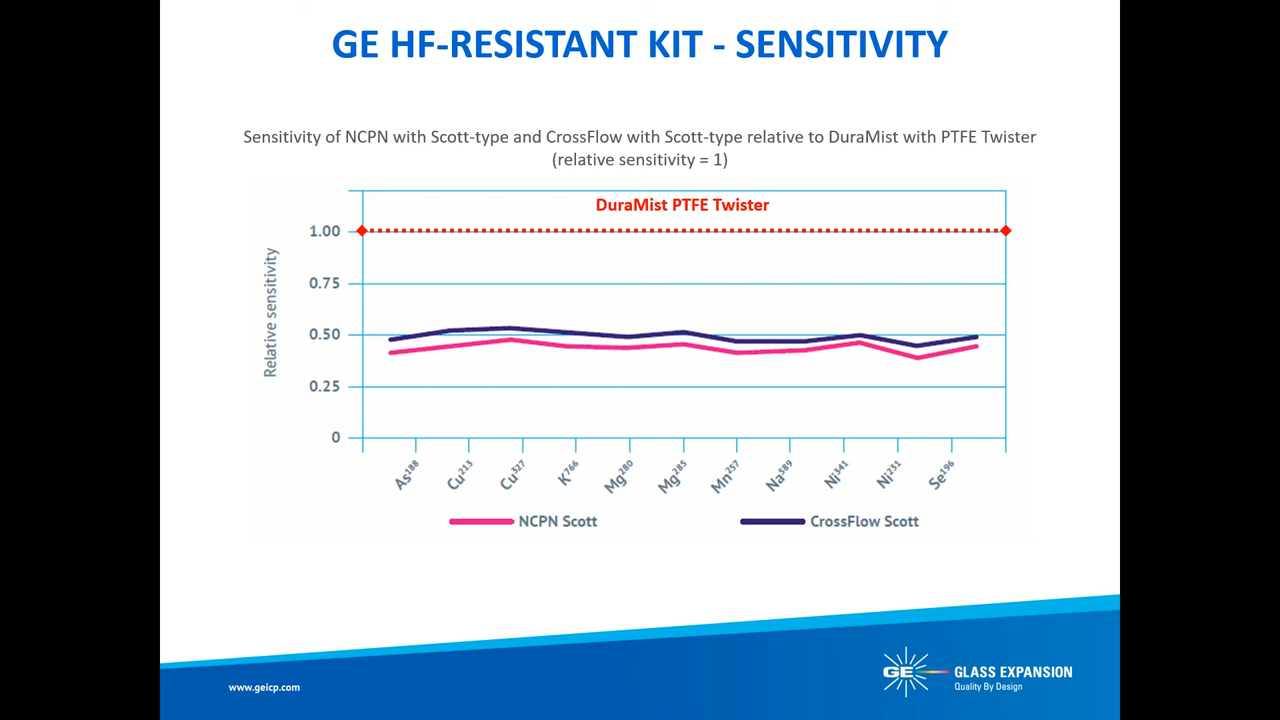 GE HF-RESISTANT KIT - SENSITIVITY
Sensitivity of NCPN with Scott-type and CrossFlow with Scott-type relative to DuraMist with PTFE Twister
(relative sensitivity = 1)
DuraMist PTFE Twister
Relative sensitivity
1.00
0.75
0.50
0.25
0
As¹⁸⁸
Cu²¹³
Cu³²⁷
K⁷⁶⁶
Mg²⁸⁰
Mg²⁸⁵
Mn²⁵⁷
Na⁵⁸⁹
Ni³⁴¹
Ni²³¹
Se¹⁹⁶
NCPN Scott
CrossFlow Scott
www.geicp.com
GE
GLASS EXPANSION
Quality By Design